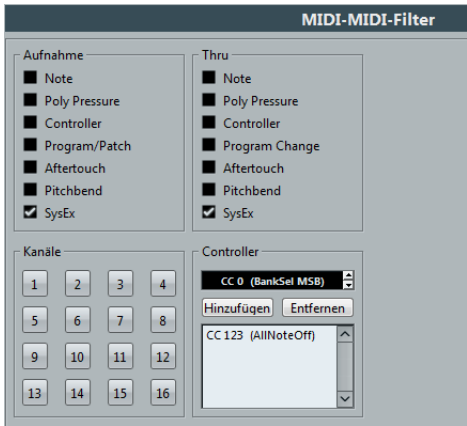 MIDI-MIDI-Filter
Aufnahme
Note
Poly Pressure
Controller
Program/Patch
Aftertouch
Pitchbend
SysEx
Thru
Note
Poly Pressure
Controller
Program Change
Aftertouch
Pitchbend
SysEx
Kanäle
1 2 3 4
5 6 7 8
9 10 11 12
13 14 15 16
Controller
CC 0 (BankSel MSB)
Hinzufügen Entfernen
CC 123 (AllNoteOff)